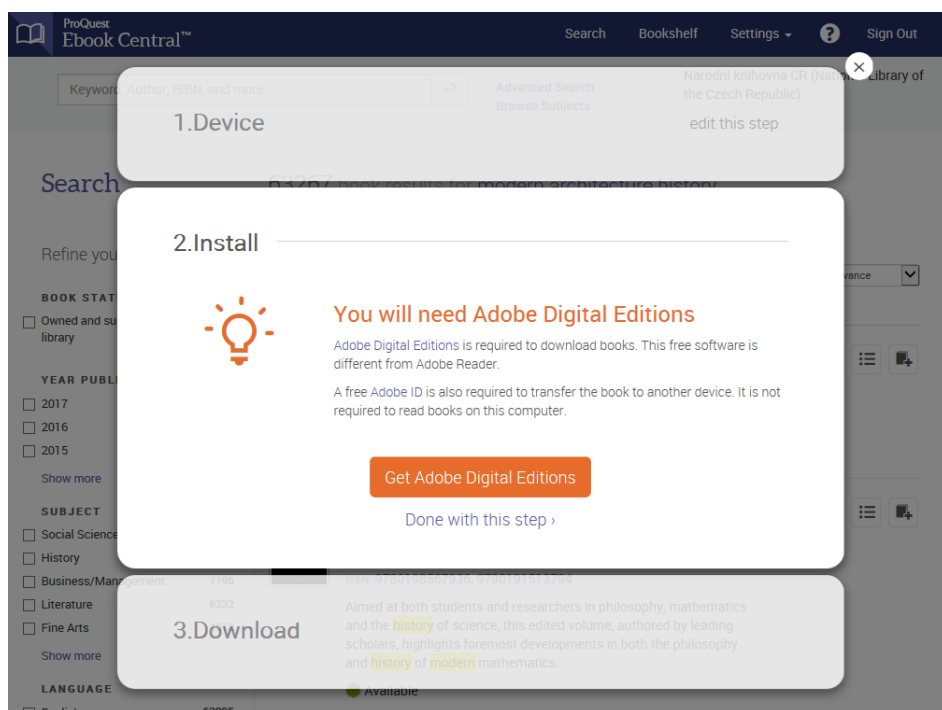 ProQuest
Ebook Central™
Search
Bookshelf
Settings
?
Sign Out
Keyword, Author, ISBN, and more
Advanced Search
Browse Subjects
Narodni knihovna CR (National Library of
the Czech Republic)
1.Device
edit this step
Search
63267 book results for modern architecture history
2.Install
Refine you
BOOK STAT
Owned and su
library
YEAR PUBLI
2017
2016
2015
Show more
SUBJECT
Social Science
History
Business/Management 7196
Literature 6232
Fine Arts
Show more
LANGUAGE
vance
You will need Adobe Digital Editions
Adobe Digital Editions is required to download books. This free software is
different from Adobe Reader.
A free Adobe ID is also required to transfer the book to another device. It is not
required to read books on this computer.
Get Adobe Digital Editions
Done with this step ›
ISBN: 9780198567936, 9780191513794
Aimed at both students and researchers in philosophy, mathematics
and the history of science, this edited volume, authored by leading
scholars, highlights foremost developments in both the philosophy
and history of modern mathematics.
3.Download
Available